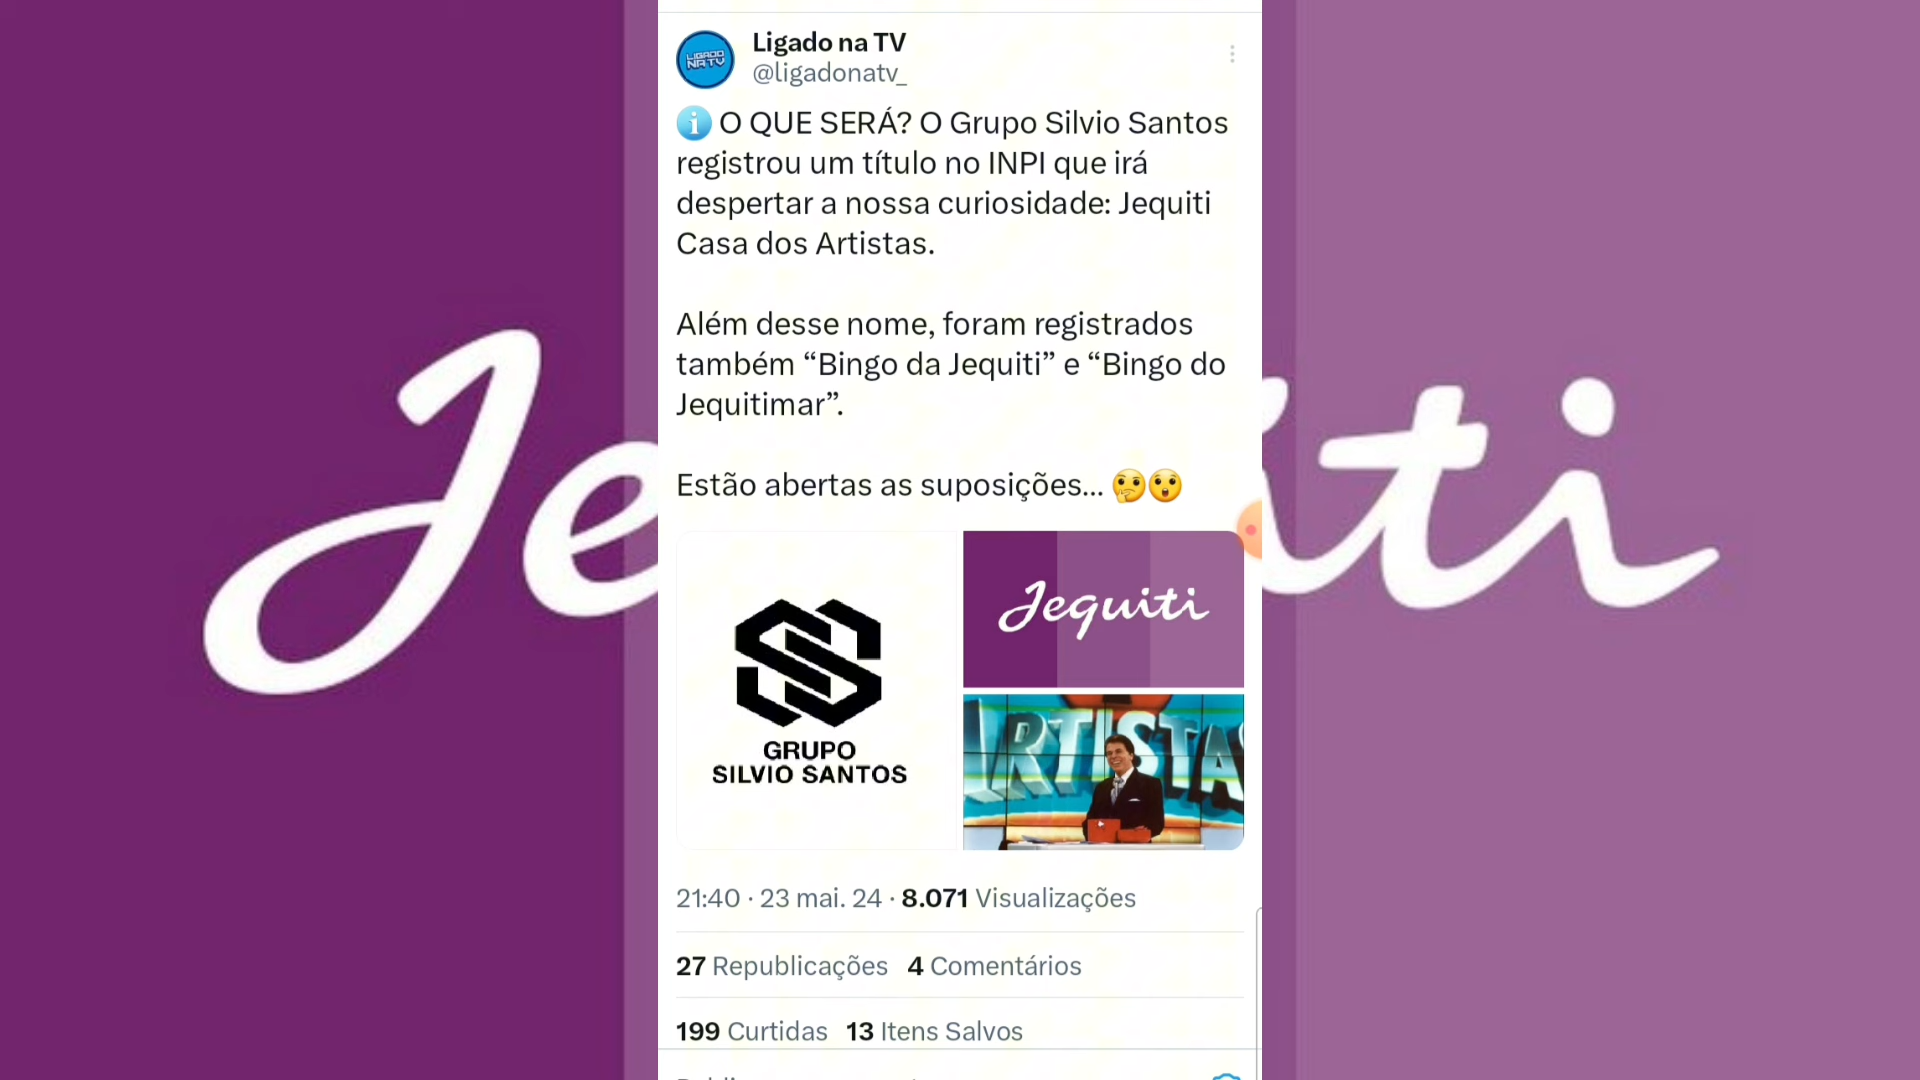 Ligado na TV
@ligadonatv_
O QUE SERÁ? O Grupo Silvio Santos
registrou um título no INPI que irá
despertar a nossa curiosidade: Jequiti
Casa dos Artistas.
Além desse nome, foram registrados
também “Bingo da Jequiti” e “Bingo do
Jequitimar”.
Estão abertas as suposições...
GRUPO
SILVIO SANTOS
Jequiti
ARTISTAS
21:40 · 23 mai. 24 · 8.071 Visualizações
27 Republicações 4 Comentários
199 Curtidas 13 Itens Salvos